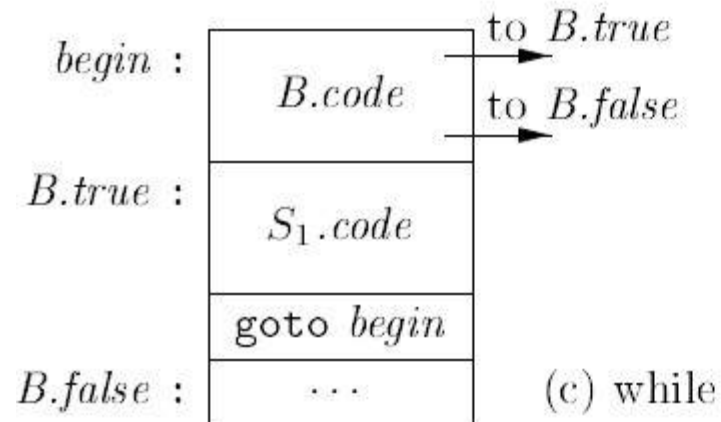 to B.true
begin :
B.code
to B.false
B.true :
S₁.code
goto begin
B.false :
···
(c) while